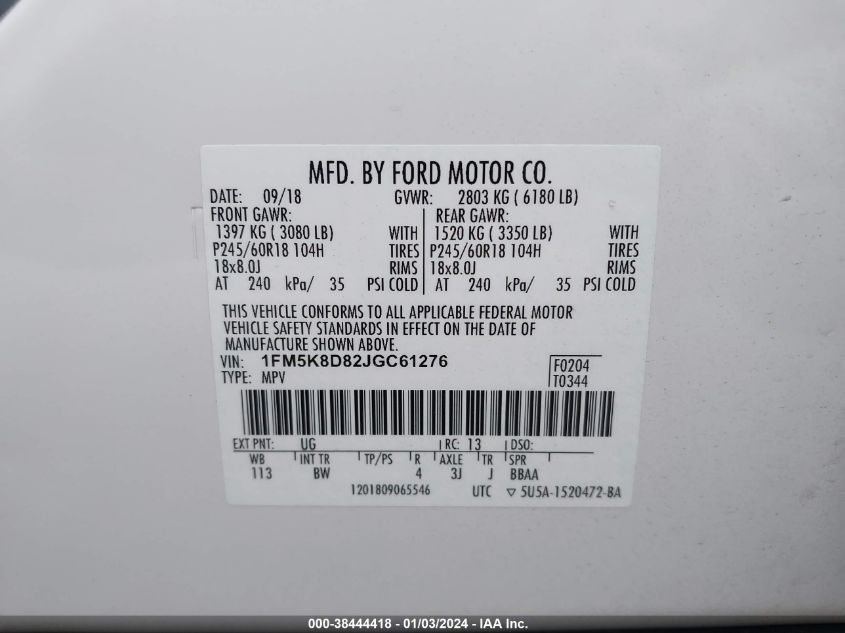 MFD. BY FORD MOTOR CO.
DATE: 09/18 GVWR: 2803 KG ( 6180 LB)
FRONT GAWR: REAR GAWR:
1397 KG ( 3080 LB) WITH 1520 KG ( 3350 LB) WITH
P245/60R18 104H TIRES P245/60R18 104H TIRES
18x8.0J RIMS 18x8.0J RIMS
AT 240 kPa/ 35 PSI COLD AT 240 kPa/ 35 PSI COLD
THIS VEHICLE CONFORMS TO ALL APPLICABLE FEDERAL MOTOR
VEHICLE SAFETY STANDARDS IN EFFECT ON THE DATE OF
MANUFACTURE SHOWN ABOVE.
VIN: 1FM5K8D82JGC61276 F0204
TYPE: MPV T0344
EXT PNT: UG RC: 13 DSO:
WB INT TR TP/PS R AXLE TR SPR
113 BW 4 3J J BBAA
1201809065546 UTC ▽ 5U5A-1520472-BA
000-38444418 - 01/03/2024 - IAA Inc.